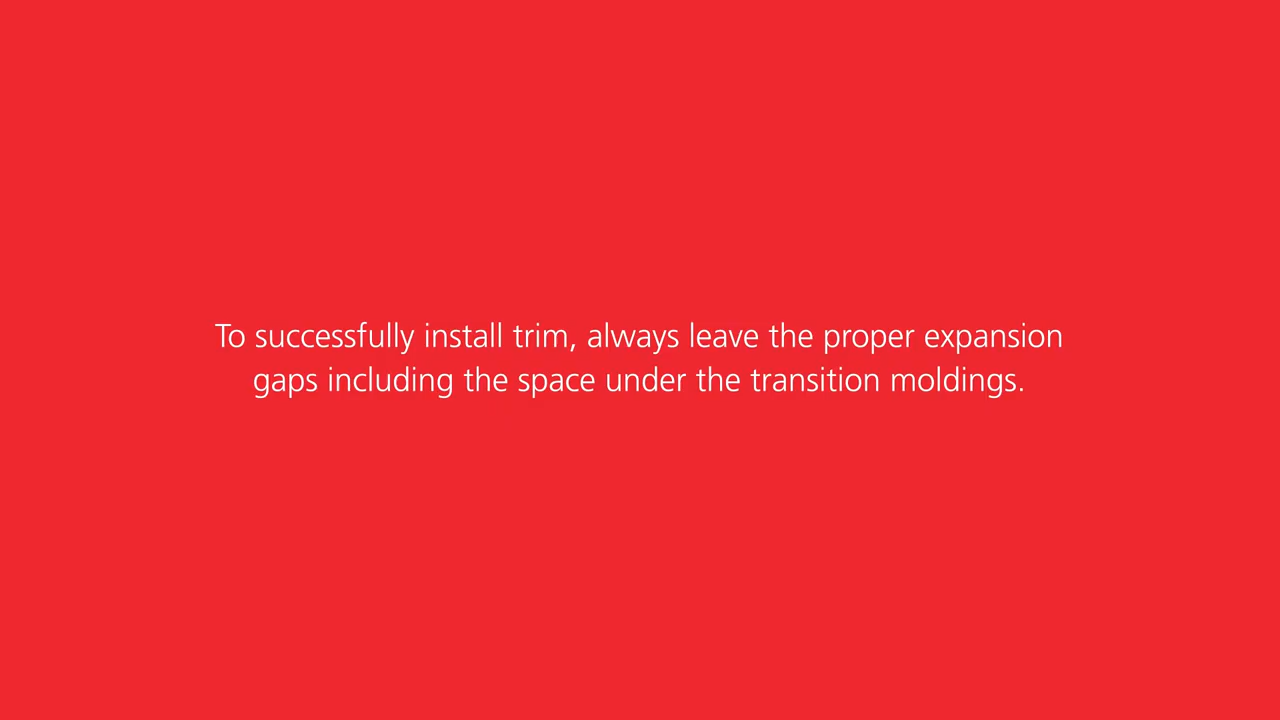 To successfully install trim, always leave the proper expansion
gaps including the space under the transition moldings.